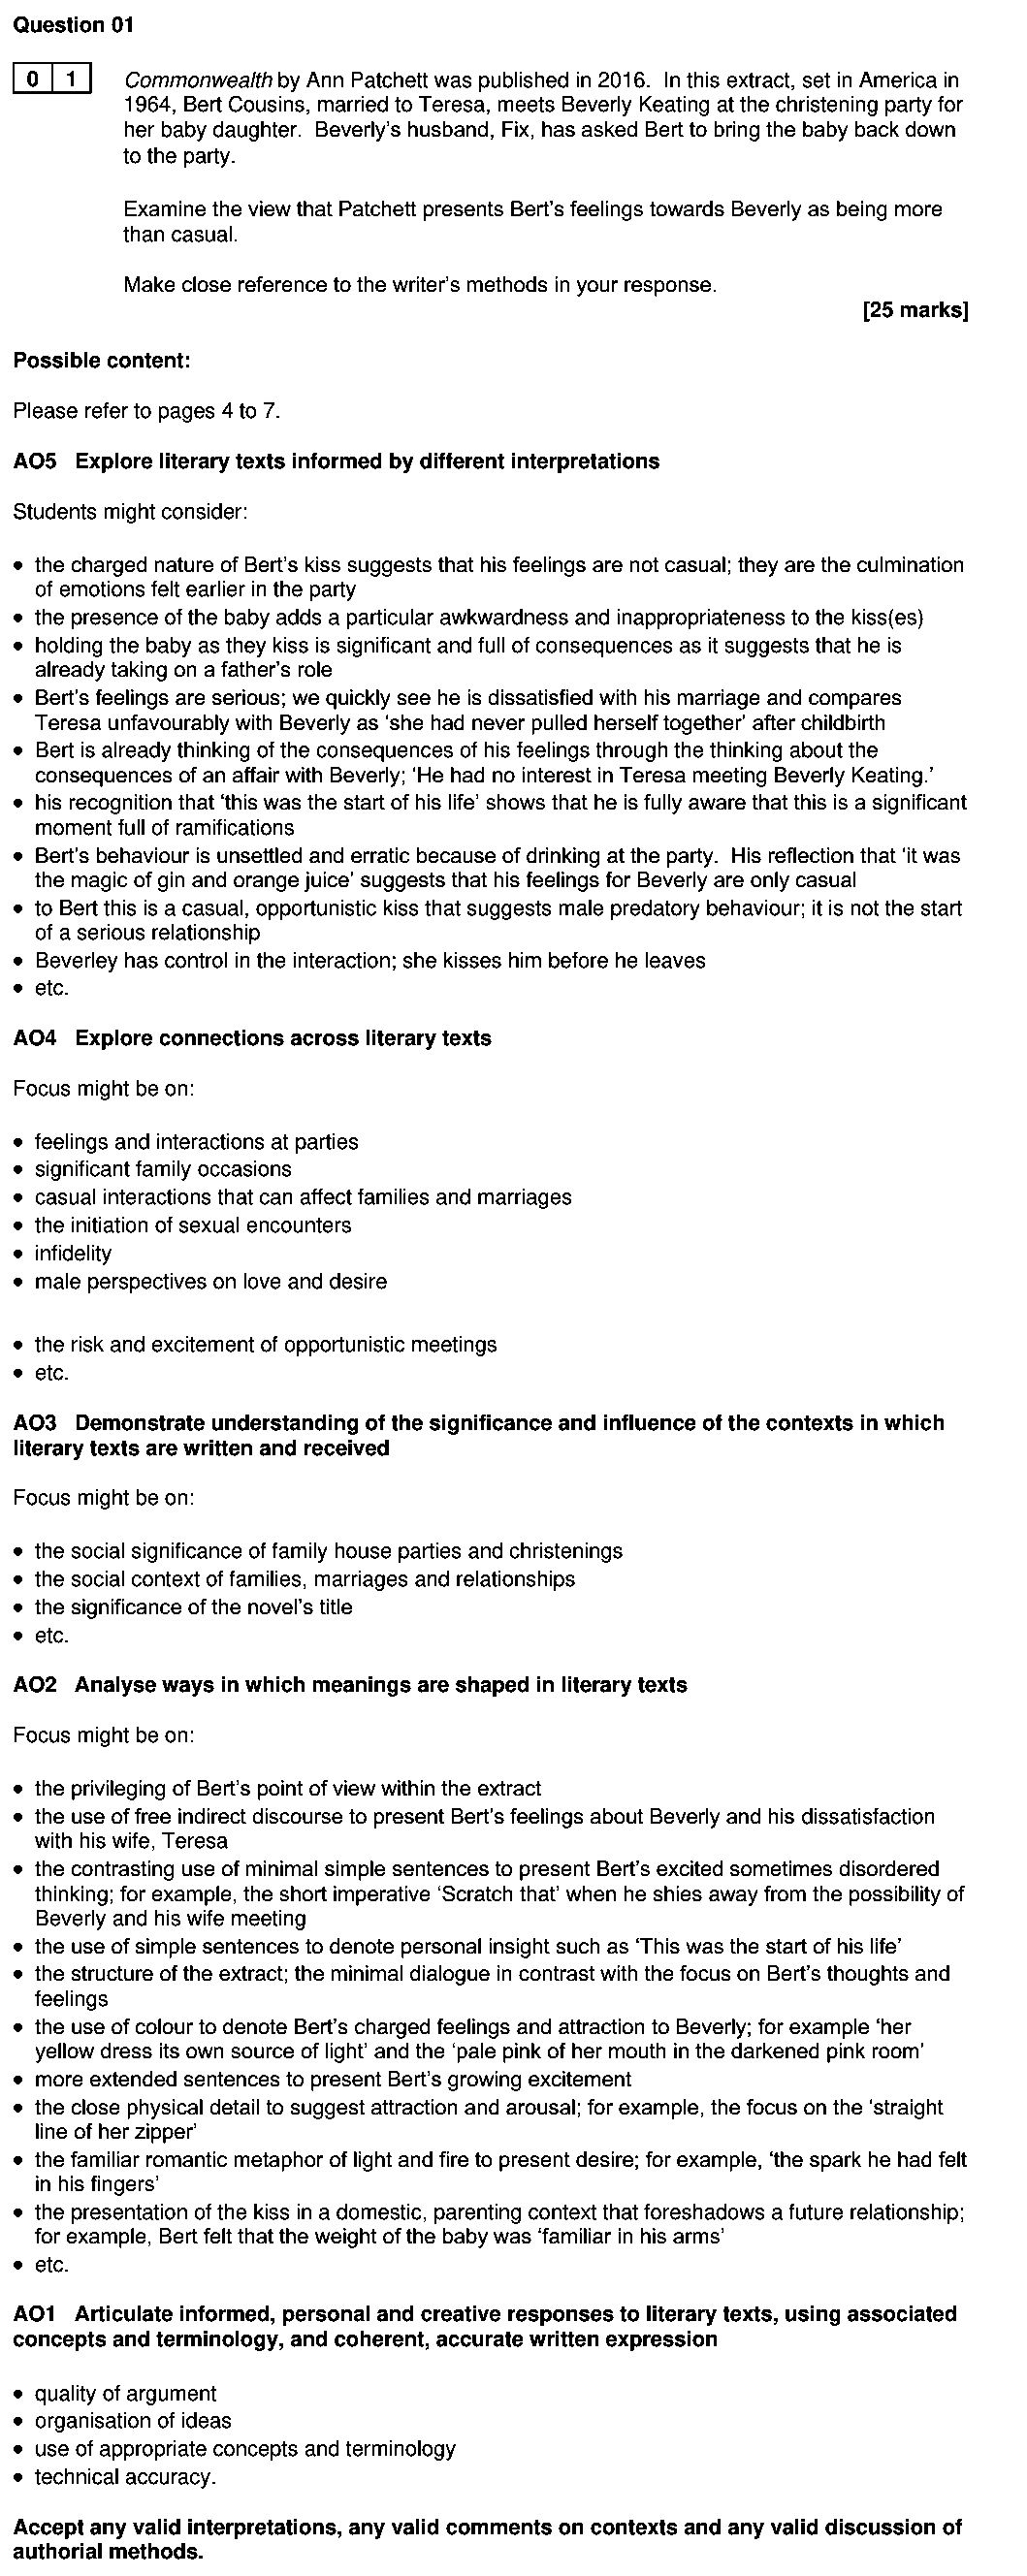 Question 01
0 1 Commonwealth by Ann Patchett was published in 2016. In this extract, set in America in
1964, Bert Cousins, married to Teresa, meets Beverly Keating at the christening party for
her baby daughter. Beverly's husband, Fix, has asked Bert to bring the baby back down
to the party.
Examine the view that Patchett presents Bert's feelings towards Beverly as being more
than casual.
Make close reference to the writer's methods in your response.
[25 marks]
Possible content:
Please refer to pages 4 to 7.
AO5 Explore literary texts informed by different interpretations
Students might consider:
• the charged nature of Bert's kiss suggests that his feelings are not casual; they are the culmination
of emotions felt earlier in the party
• the presence of the baby adds a particular awkwardness and inappropriateness to the kiss(es)
• holding the baby as they kiss is significant and full of consequences as it suggests that he is
already taking on a father's role
• Bert's feelings are serious; we quickly see he is dissatisfied with his marriage and compares
Teresa unfavourably with Beverly as 'she had never pulled herself together' after childbirth
• Bert is already thinking of the consequences of his feelings through the thinking about the
consequences of an affair with Beverly; 'He had no interest in Teresa meeting Beverly Keating.'
• his recognition that 'this was the start of his life' shows that he is fully aware that this is a significant
moment full of ramifications
• Bert's behaviour is unsettled and erratic because of drinking at the party. His reflection that 'it was
the magic of gin and orange juice' suggests that his feelings for Beverly are only casual
• to Bert this is a casual, opportunistic kiss that suggests male predatory behaviour; it is not the start
of a serious relationship
• Beverley has control in the interaction; she kisses him before he leaves
• etc.
AO4 Explore connections across literary texts
Focus might be on:
• feelings and interactions at parties
• significant family occasions
• casual interactions that can affect families and marriages
• the initiation of sexual encounters
• infidelity
• male perspectives on love and desire
• the risk and excitement of opportunistic meetings
• etc.
AO3 Demonstrate understanding of the significance and influence of the contexts in which
literary texts are written and received
Focus might be on:
• the social significance of family house parties and christenings
• the social context of families, marriages and relationships
• the significance of the novel's title
• etc.
AO2 Analyse ways in which meanings are shaped in literary texts
Focus might be on:
• the privileging of Bert's point of view within the extract
• the use of free indirect discourse to present Bert's feelings about Beverly and his dissatisfaction
with his wife, Teresa
• the contrasting use of minimal simple sentences to present Bert's excited sometimes disordered
thinking; for example, the short imperative 'Scratch that' when he shies away from the possibility of
Beverly and his wife meeting
• the use of simple sentences to denote personal insight such as 'This was the start of his life'
• the structure of the extract; the minimal dialogue in contrast with the focus on Bert's thoughts and
feelings
• the use of colour to denote Bert's charged feelings and attraction to Beverly; for example 'her
yellow dress its own source of light' and the 'pale pink of her mouth in the darkened pink room'
• more extended sentences to present Bert's growing excitement
• the close physical detail to suggest attraction and arousal; for example, the focus on the 'straight
line of her zipper'
• the familiar romantic metaphor of light and fire to present desire; for example, 'the spark he had felt
in his fingers'
• the presentation of the kiss in a domestic, parenting context that foreshadows a future relationship;
for example, Bert felt that the weight of the baby was 'familiar in his arms'
• etc.
AO1 Articulate informed, personal and creative responses to literary texts, using associated
concepts and terminology, and coherent, accurate written expression
• quality of argument
• organisation of ideas
• use of appropriate concepts and terminology
• technical accuracy.
Accept any valid interpretations, any valid comments on contexts and any valid discussion of
authorial methods.